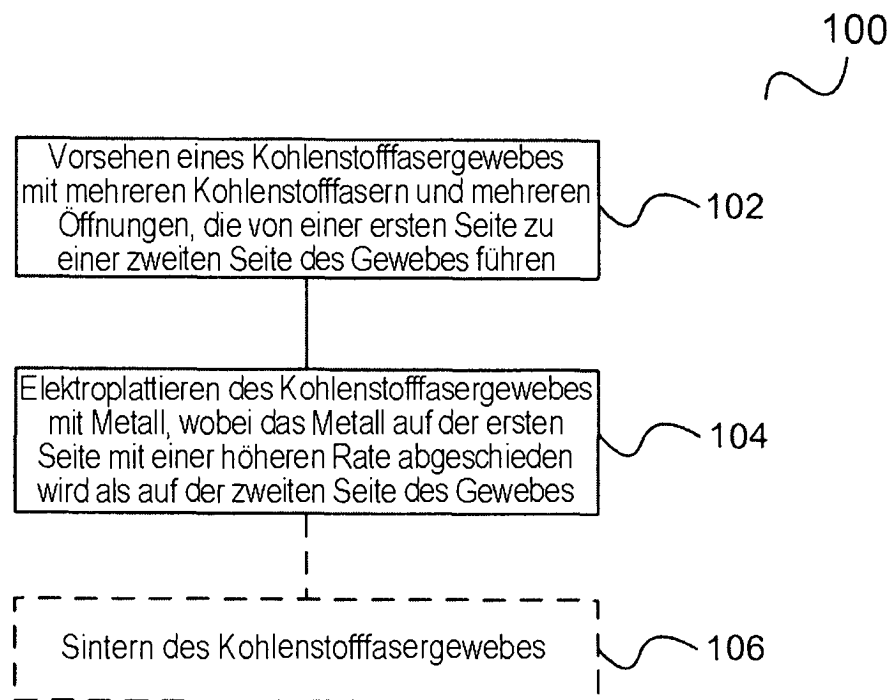 100
Vorsehen eines Kohlenstofffasergewebes
mit mehreren Kohlenstofffasern und mehreren
Öffnungen, die von einer ersten Seite zu
einer zweiten Seite des Gewebes führen
102
Elektroplattieren des Kohlenstofffasergewebes
mit Metall, wobei das Metall auf der ersten
Seite mit einer höheren Rate abgeschieden
wird als auf der zweiten Seite des Gewebes
104
Sintern des Kohlenstofffasergewebes
106